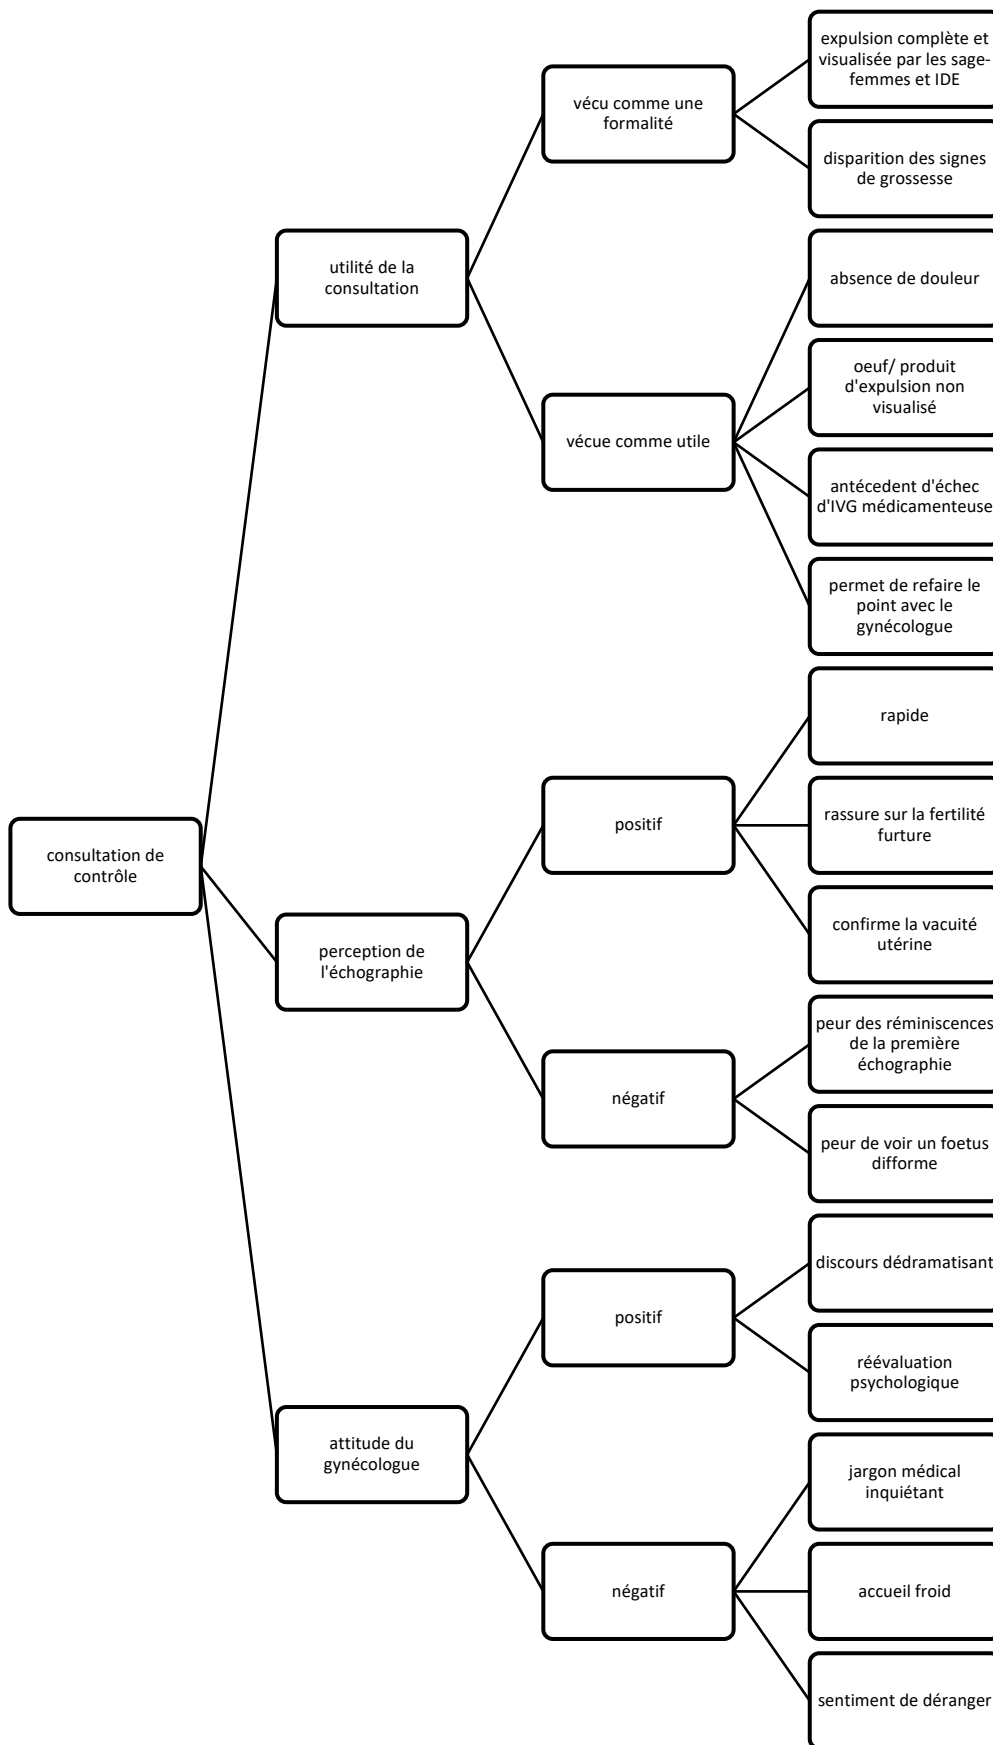 consultation de
contrôle
utilité de la
consultation
vécu comme une
formalité
expulsion complète et
visualisée par les sage-
femmes et IDE
disparition des signes
de grossesse
vécue comme utile
absence de douleur
oeuf/ produit
d'expulsion non
visualisé
antécedent d'échec
d'IVG médicamenteuse
permet de refaire le
point avec le
gynécologue
perception de
l'échographie
positif
rapide
rassure sur la fertilité
furture
confirme la vacuité
utérine
négatif
peur des réminiscences
de la première
échographie
peur de voir un foetus
difforme
attitude du
gynécologue
positif
discours dédramatisant
réévaluation
psychologique
négatif
jargon médical
inquiétant
accueil froid
sentiment de déranger